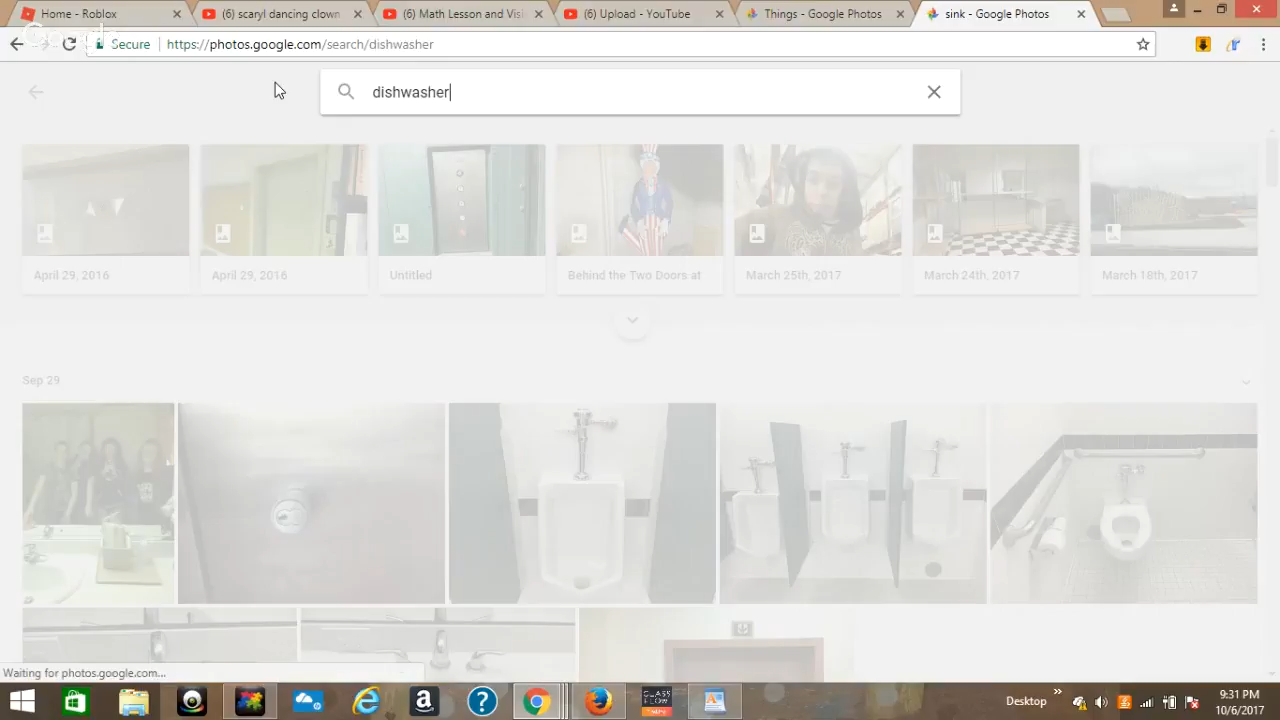 Home - Roblox
(6) scaryl dancing clown
(6) Math Lesson and Visi
(6) Upload - YouTube
Things - Google Photos
sink - Google Photos
Google
Secure
https://photos.google.com/search/dishwasher
dishwasher
April 29, 2016
April 29, 2016
Untitled
Behind the Two Doors at
March 25th, 2017
March 24th, 2017
March 18th, 2017
Sep 29
Waiting for photos.google.com...
CLASS
FLOW
Desktop
9:31 PM
10/6/2017